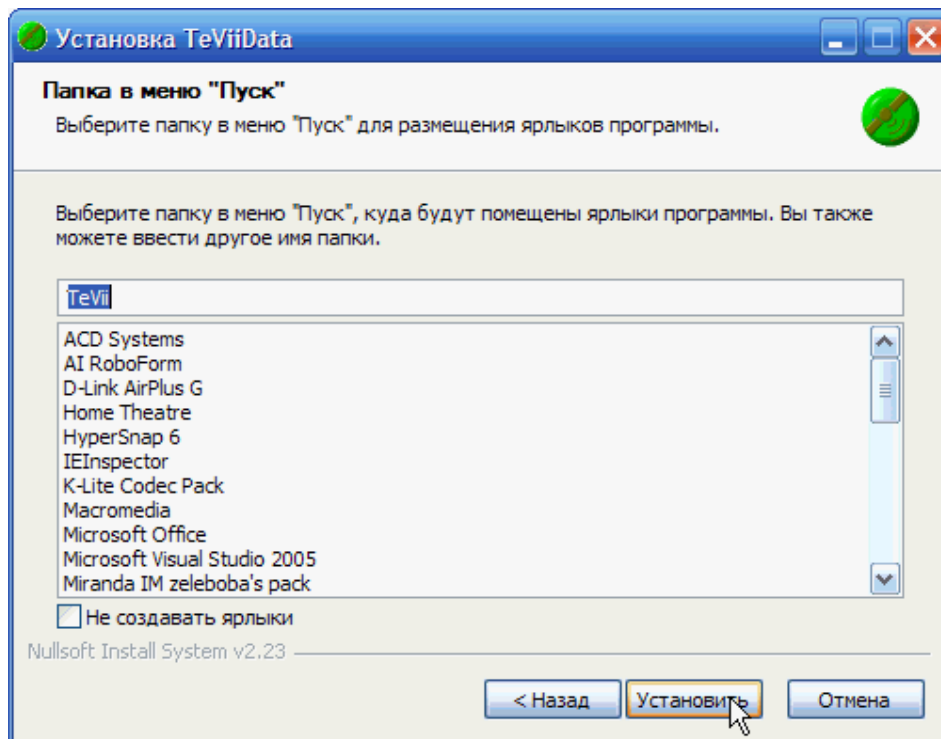 Установка TeViiData
Папка в меню "Пуск"
Выберите папку в меню "Пуск" для размещения ярлыков программы.
Выберите папку в меню "Пуск", куда будут помещены ярлыки программы. Вы также
можете ввести другое имя папки.
TeVii
ACD Systems
AI RoboForm
D-Link AirPlus G
Home Theatre
HyperSnap 6
IEInspector
K-Lite Codec Pack
Macromedia
Microsoft Office
Microsoft Visual Studio 2005
Miranda IM zeleboba's pack
Не создавать ярлыки
Nullsoft Install System v2.23
< Назад Установить Отмена